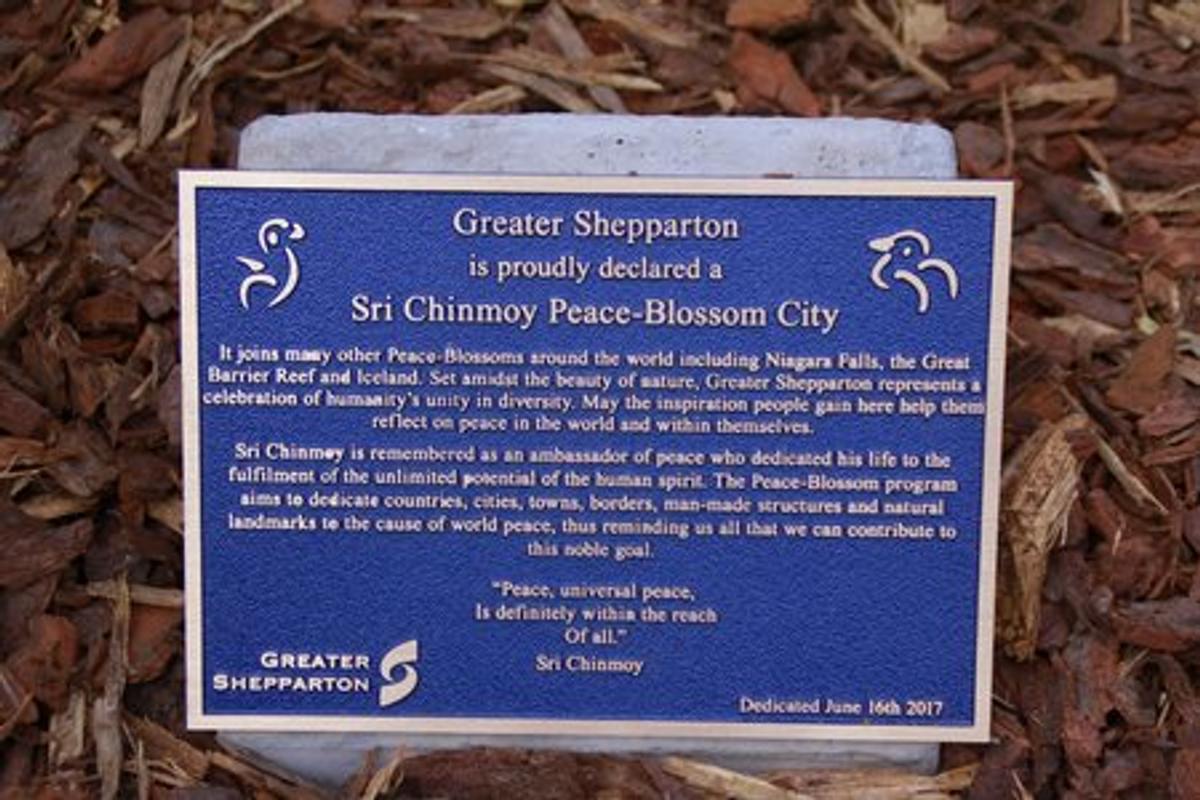 Greater Shepparton
is proudly declared a
Sri Chinmoy Peace-Blossom City
It joins many other Peace-Blossoms around the world including Niagara Falls, the Great
Barrier Reef and Iceland. Set amidst the beauty of nature, Greater Shepparton represents a
celebration of humanity's unity in diversity. May the inspiration people gain here help them
reflect on peace in the world and within themselves.
Sri Chinmoy is remembered as an ambassador of peace who dedicated his life to the
fulfilment of the unlimited potential of the human spirit. The Peace-Blossom program
aims to dedicate countries, cities, towns, borders, man-made structures and natural
landmarks to the cause of world peace, thus reminding us all that we can contribute to
this noble goal.
"Peace, universal peace,
Is definitely within the reach
Of all."
Sri Chinmoy
GREATER
SHEPPARTON
Dedicated June 16th 2017